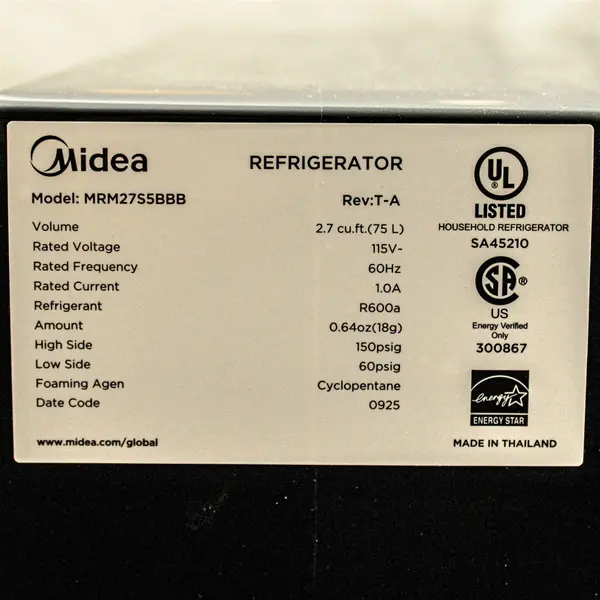 Midea
REFRIGERATOR
Model: MRM27S5BBB
Rev:T-A
Volume 2.7 cu.ft.(75 L)
Rated Voltage 115V~
Rated Frequency 60Hz
Rated Current 1.0A
Refrigerant R600a
Amount 0.64oz(18g)
High Side 150psig
Low Side 60psig
Foaming Agen Cyclopentane
Date Code 0925
www.midea.com/global
UL
®
LISTED
HOUSEHOLD REFRIGERATOR
SA45210
SA ®
US
Energy Verified
Only
300867
energy
ENERGY STAR
MADE IN THAILAND